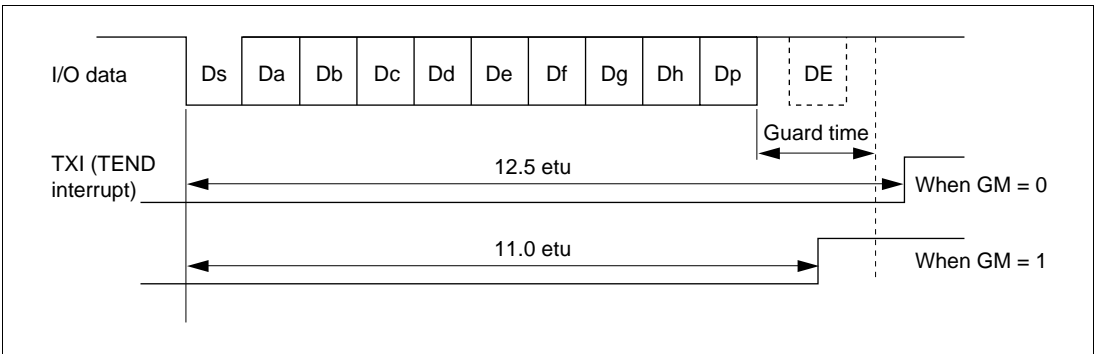 I/O data
Ds Da Db Dc Dd De Df Dg Dh Dp DE
Guard time
TXI (TEND
interrupt)
12.5 etu
When GM = 0
11.0 etu
When GM = 1